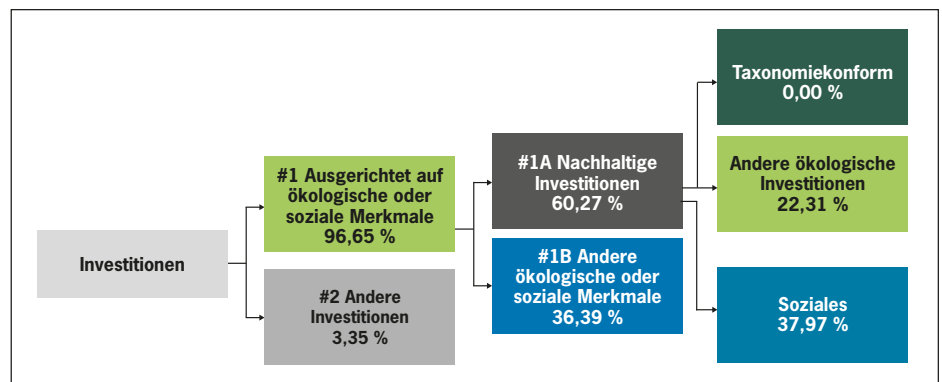 Investitionen
#1 Ausgerichtet auf
ökologische oder
soziale Merkmale
96,65 %
#2 Andere
Investitionen
3,35 %
#1A Nachhaltige
Investitionen
60,27 %
#1B Andere
ökologische oder
soziale Merkmale
36,39 %
Taxonomiekonform
0,00 %
Andere ökologische
Investitionen
22,31 %
Soziales
37,97 %